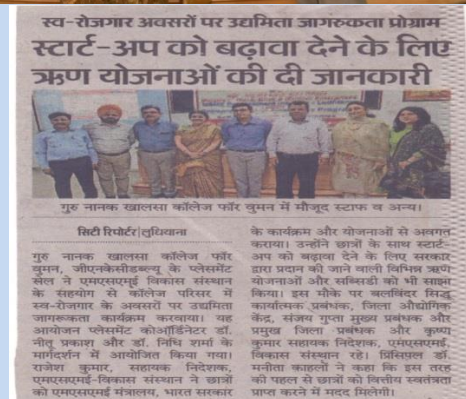 स्व-रोजगार अवसरों पर उद्यमिता जागरुकता प्रोग्राम
स्टार्ट-अप को बढ़ावा देने के लिए
ऋण योजनाओं की दी जानकारी
गुरु नानक खालसा कॉलेज फॉर वुमन में मौजूद स्टाफ व अन्य।
सिटी रिपोर्टर|लुधियाना
गुरु नानक खालसा कॉलेज फॉर
वुमन, जीएनकेसीडब्ल्यू के प्लेसमेंट
सेल ने एमएसएमई विकास संस्थान
के सहयोग से कॉलेज परिसर में
स्व-रोजगार के अवसरों पर उद्यमिता
जागरूकता कार्यक्रम करवाया। यह
आयोजन प्लेसमेंट कोऑर्डिनेटर डॉ.
नीतू प्रकाश और डॉ. निधि शर्मा के
मार्गदर्शन में आयोजित किया गया।
राजेश कुमार, सहायक निदेशक,
एमएसएमई-विकास संस्थान ने छात्रों
को एमएसएमई मंत्रालय, भारत सरकार
के कार्यक्रम और योजनाओं से अवगत
कराया। उन्होंने छात्रों के साथ स्टार्ट-
अप को बढ़ावा देने के लिए सरकार
द्वारा प्रदान की जाने वाली विभिन्न ऋण
योजनाओं और सब्सिडी को भी साझा
किया। इस मौके पर बलविंदर सिंह
कार्यात्मक प्रबंधक, जिला औद्योगिक
केंद्र, संजय गुप्ता मुख्य प्रबंधक और
प्रमुख जिला प्रबंधक और कृष्ण
कुमार सहायक निदेशक, एमएसएमई,
विकास संस्थान रहे। प्रिंसिपल डॉ.
मनीता काहलों ने कहा कि इस तरह
की पहल से छात्रों को वित्तीय स्वतंत्रता
प्राप्त करने में मदद मिलेगी।